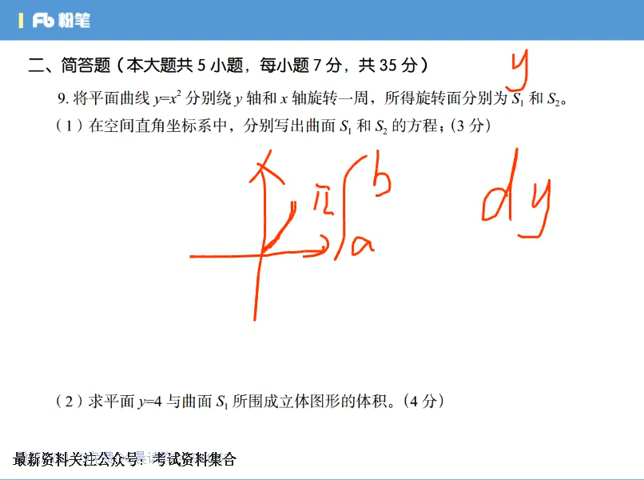 粉笔
二、简答题（本大题共 5 小题，每小题 7 分，共 35 分）
y
9. 将平面曲线 y=x² 分别绕 y 轴和 x 轴旋转一周，所得旋转面分别为 S₁ 和 S₂。
（1）在空间直角坐标系中，分别写出曲面 S₁ 和 S₂ 的方程；（3 分）
π∫ b a dy
（2）求平面 y=4 与曲面 S₁ 所围成立体图形的体积。（4 分）
最新资料关注公众号：考试资料集合